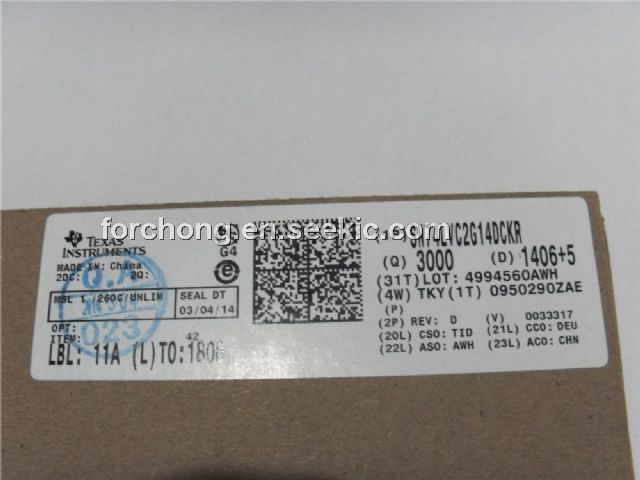 forchong.en.seekic.com
TEXAS
INSTRUMENTS
MADE IN: China
2DC: 2Q:
MSL 1 /260C/UNLIM
SEAL DT
03/04/14
OPT:
ITEM: 42
LBL: 11A (L)TO:1806
G4
e
Q.A
023
SN74LVC2G14DCKR
(Q) 3000 (D) 1406+5
(31T)LOT: 4994560AWH
(4W) TKY(1T) 0950290ZAE
(P)
(2P) REV: D (V) 0033317
(20L) CSO: TID (21L) CCO: DEU
(22L) ASO: AWH (23L) ACO: CHN